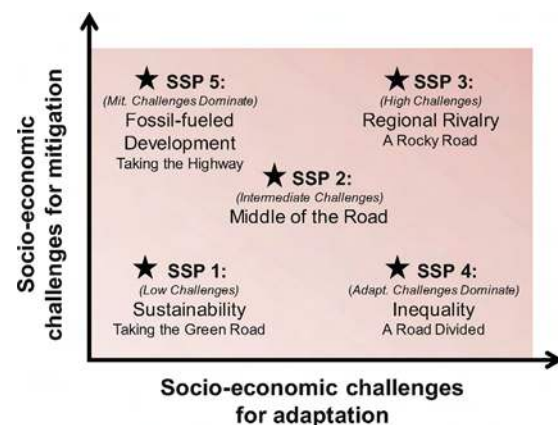 Socio-economic
challenges for mitigation
★ SSP 5:
(Mit. Challenges Dominate)
Fossil-fueled
Development
Taking the Highway
★ SSP 3:
(High Challenges)
Regional Rivalry
A Rocky Road
★ SSP 2:
(Intermediate Challenges)
Middle of the Road
★ SSP 1:
(Low Challenges)
Sustainability
Taking the Green Road
★ SSP 4:
(Adapt. Challenges Dominate)
Inequality
A Road Divided
Socio-economic challenges
for adaptation